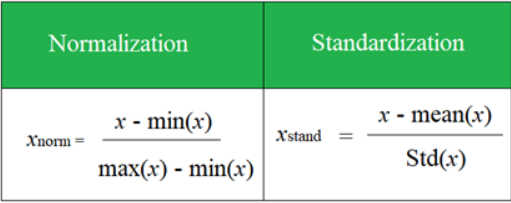 Normalization
Standardization
xnorm = x - min(x)
max(x) - min(x)
xstand = x - mean(x)
Std(x)